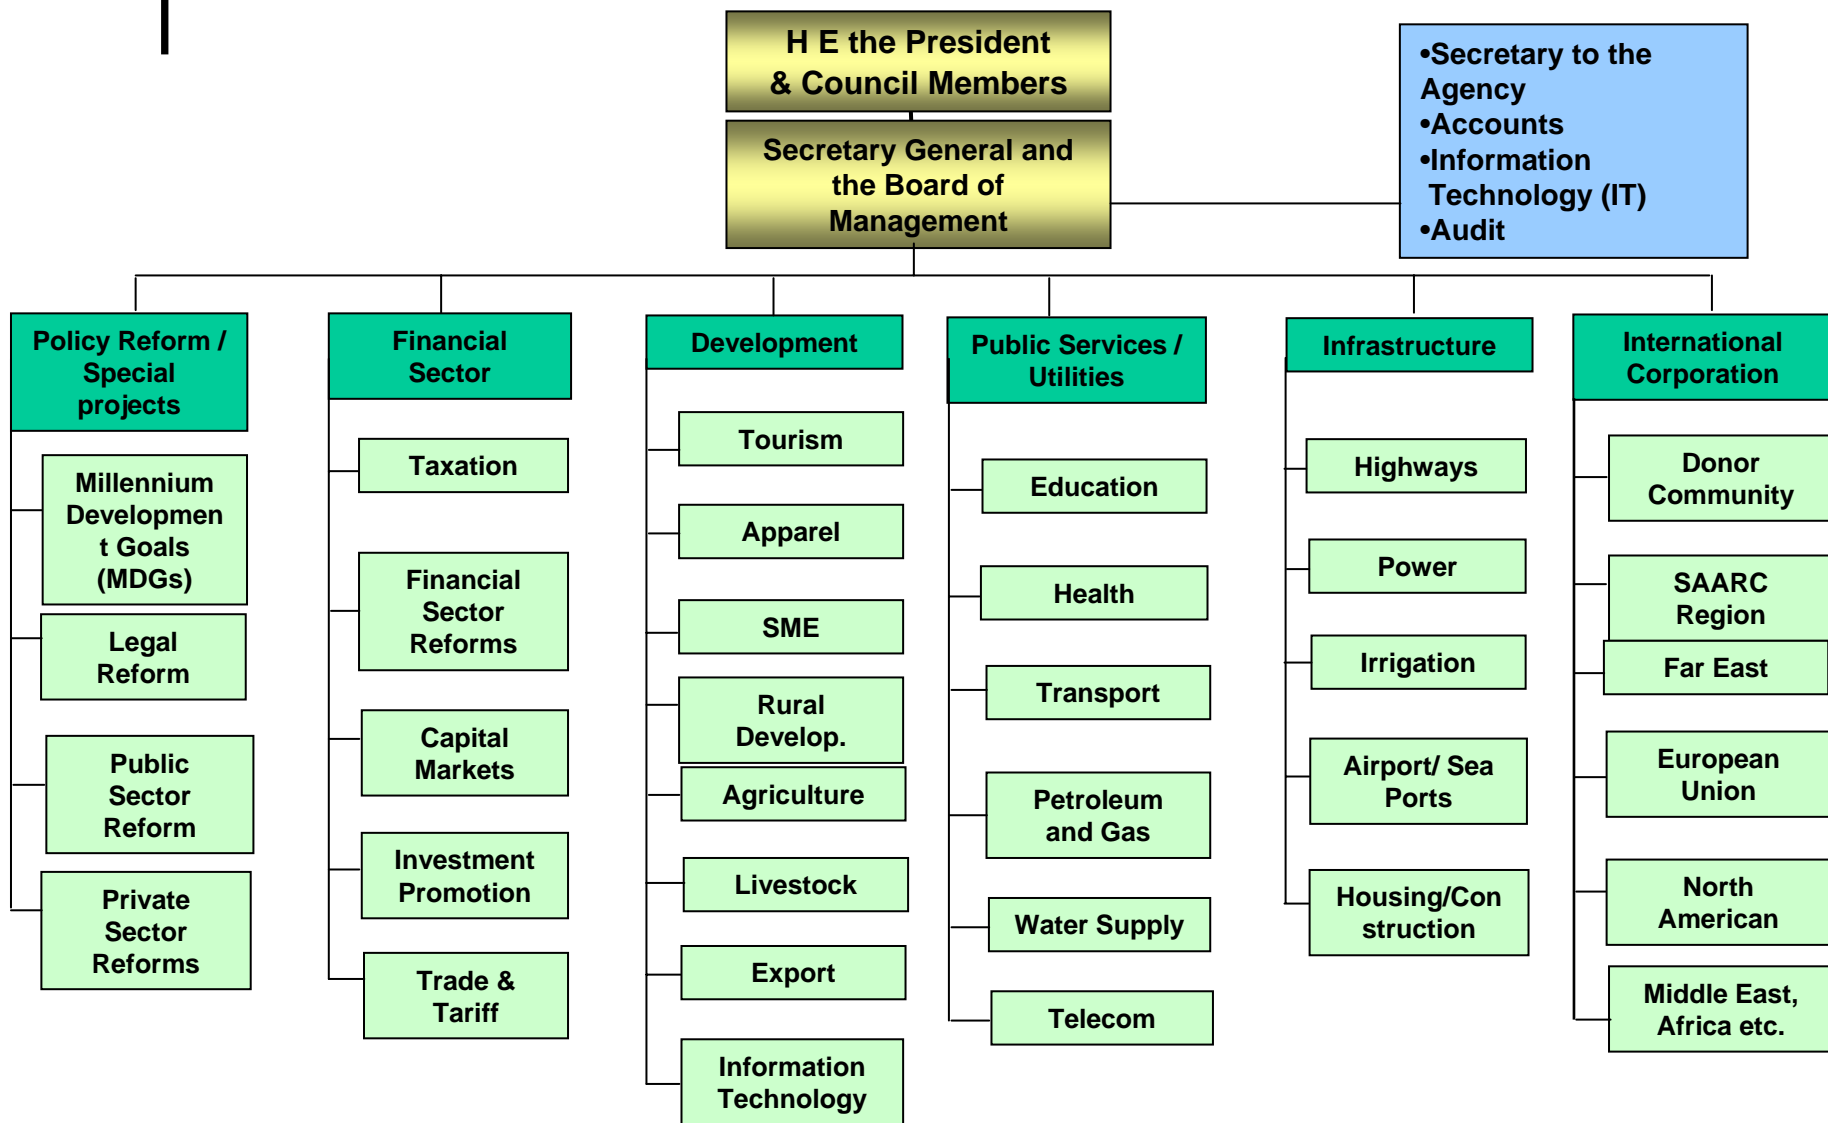 H E the President
& Council Members
•Secretary to the
Agency
•Accounts
•Information
Technology (IT)
•Audit
Secretary General and
the Board of
Management
Policy Reform /
Special
projects
Millennium
Developmen
t Goals
(MDGs)
Legal
Reform
Public
Sector
Reform
Private
Sector
Reforms
Financial
Sector
Taxation
Financial
Sector
Reforms
Capital
Markets
Investment
Promotion
Trade &
Tariff
Development
Tourism
Apparel
SME
Rural
Develop.
Agriculture
Livestock
Export
Information
Technology
Public Services /
Utilities
Education
Health
Transport
Petroleum
and Gas
Water Supply
Telecom
Infrastructure
Highways
Power
Irrigation
Airport/ Sea
Ports
Housing/Con
struction
International
Corporation
Donor
Community
SAARC
Region
Far East
European
Union
North
American
Middle East,
Africa etc.